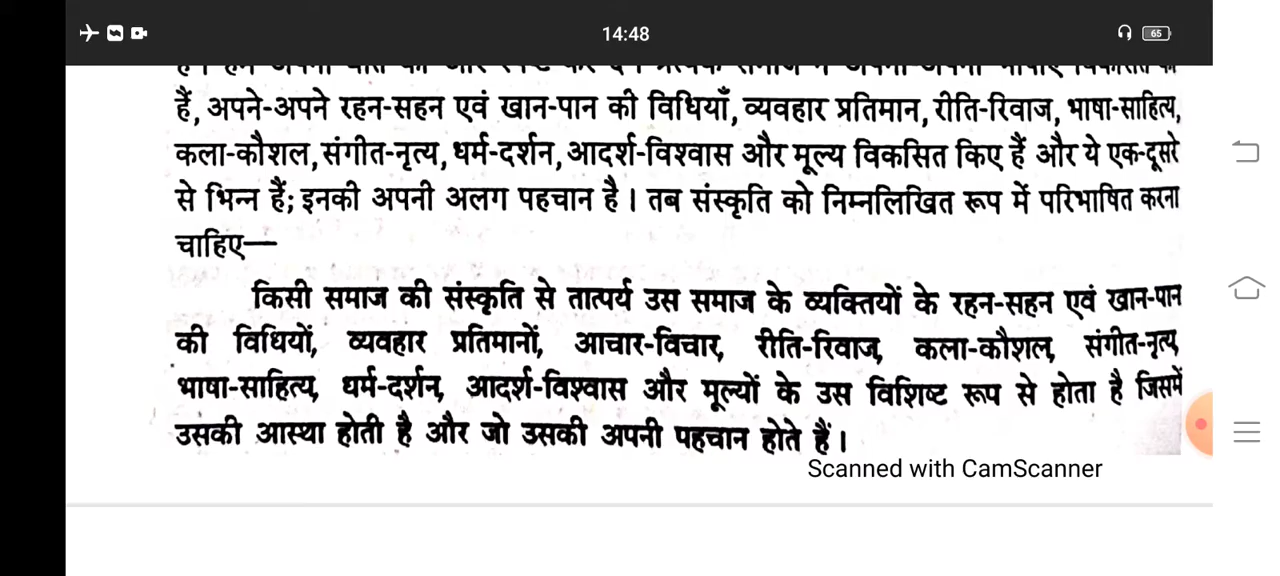 14:48
65
हैं, अपने-अपने रहन-सहन एवं खान-पान की विधियाँ, व्यवहार प्रतिमान, रीति-रिवाज, भाषा-साहित्य,
कला-कौशल, संगीत-नृत्य, धर्म-दर्शन, आदर्श-विश्वास और मूल्य विकसित किए हैं और ये एक-दूसरे
से भिन्न हैं; इनकी अपनी अलग पहचान है। तब संस्कृति को निम्नलिखित रूप में परिभाषित करना
चाहिए—
किसी समाज की संस्कृति से तात्पर्य उस समाज के व्यक्तियों के रहन-सहन एवं खान-पान
की विधियों, व्यवहार प्रतिमानों, आचार-विचार, रीति-रिवाज, कला-कौशल, संगीत-नृत्य,
भाषा-साहित्य, धर्म-दर्शन, आदर्श-विश्वास और मूल्यों के उस विशिष्ट रूप से होता है जिसमें
उसकी आस्था होती है और जो उसकी अपनी पहचान होते हैं।
Scanned with CamScanner